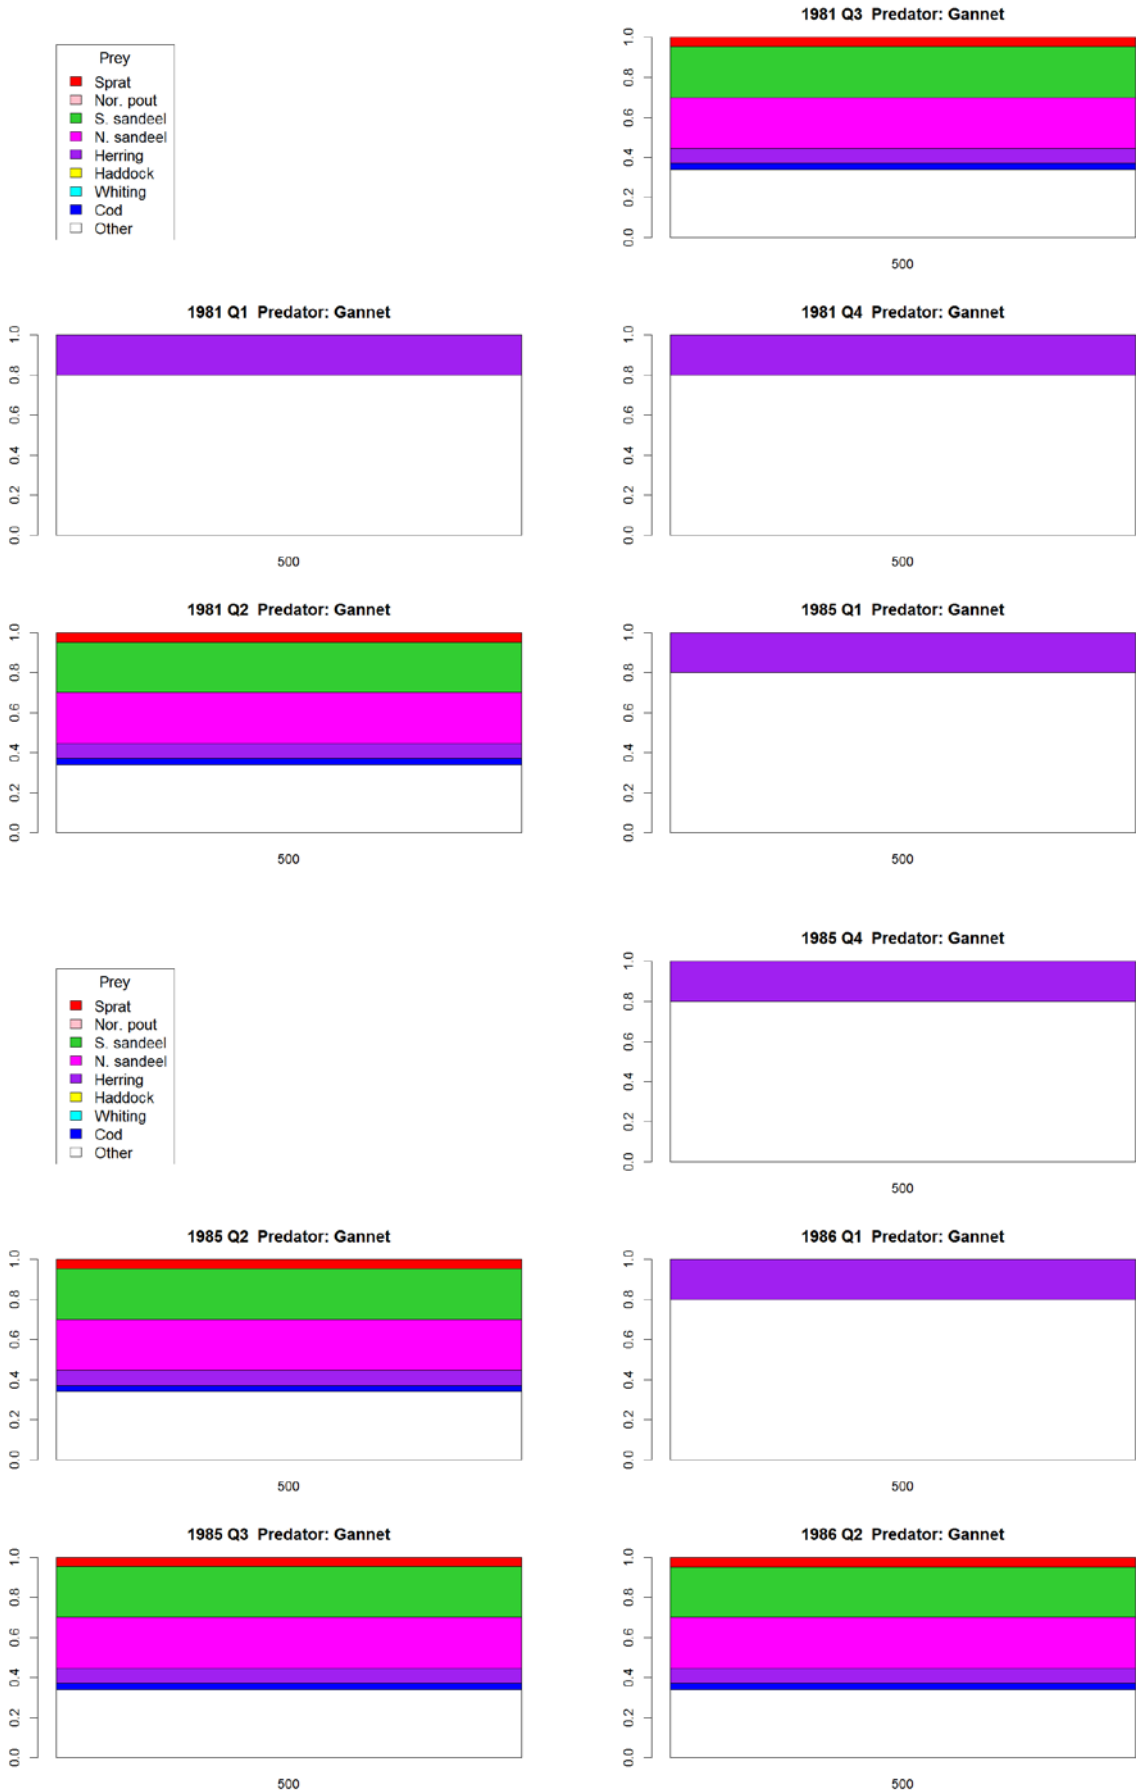 Prey
Sprat
Nor. pout
S. sandeel
N. sandeel
Herring
Haddock
Whiting
Cod
Other
1981 Q3 Predator: Gannet
1.0
0.8
0.6
0.4
0.2
0.0
500
1981 Q1 Predator: Gannet
1.0
0.8
0.6
0.4
0.2
0.0
500
1981 Q4 Predator: Gannet
1.0
0.8
0.6
0.4
0.2
0.0
500
1981 Q2 Predator: Gannet
1.0
0.8
0.6
0.4
0.2
0.0
500
1985 Q1 Predator: Gannet
1.0
0.8
0.6
0.4
0.2
0.0
500
Prey
Sprat
Nor. pout
S. sandeel
N. sandeel
Herring
Haddock
Whiting
Cod
Other
1985 Q4 Predator: Gannet
1.0
0.8
0.6
0.4
0.2
0.0
500
1985 Q2 Predator: Gannet
1.0
0.8
0.6
0.4
0.2
0.0
500
1986 Q1 Predator: Gannet
1.0
0.8
0.6
0.4
0.2
0.0
500
1985 Q3 Predator: Gannet
1.0
0.8
0.6
0.4
0.2
0.0
500
1986 Q2 Predator: Gannet
1.0
0.8
0.6
0.4
0.2
0.0
500